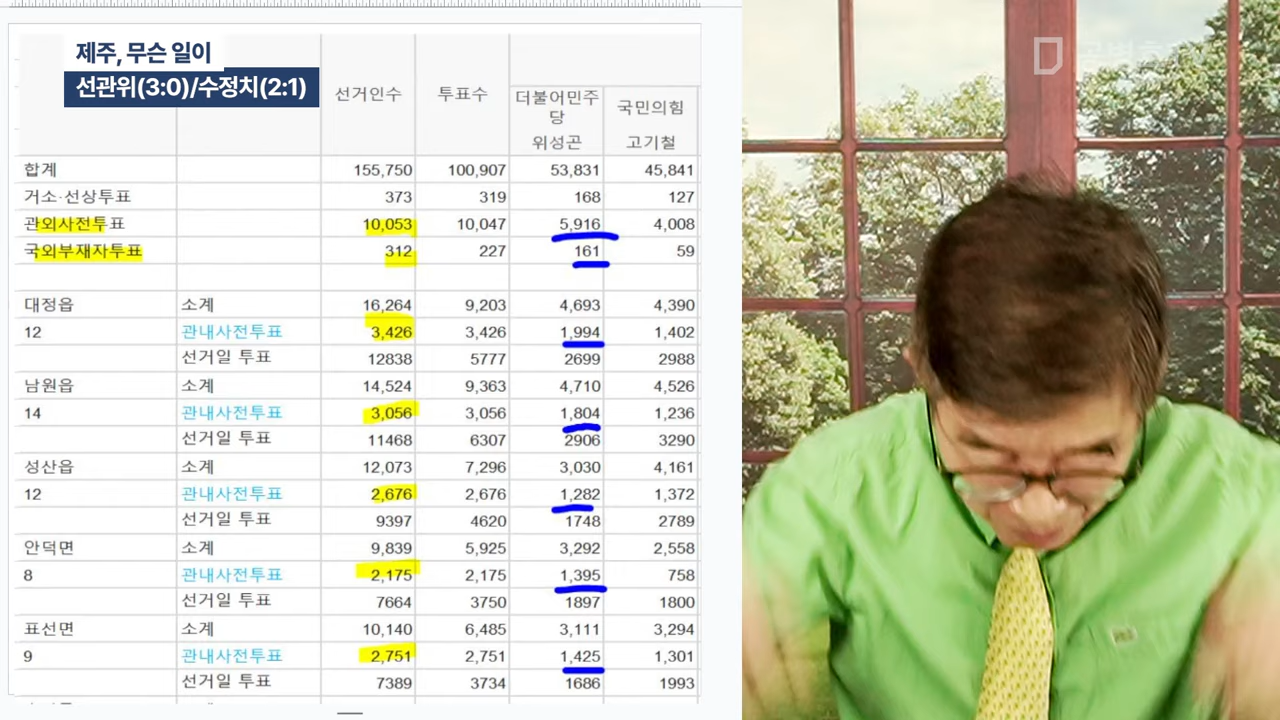 제주, 무슨 일이
선관위(3:0)/수정치(2:1)
선거인수 투표수 더불어민주당 국민의힘
위성곤 고기철
합계 155,750 100,907 53,831 45,841
거소·선상투표 373 319 168 127
관외사전투표 10,053 10,047 5,916 4,008
국외부재자투표 312 227 161 59
대정읍 소계 16,264 9,203 4,693 4,390
12 관내사전투표 3,426 3,426 1,994 1,402
선거일 투표 12838 5777 2699 2988
남원읍 소계 14,524 9,363 4,710 4,526
14 관내사전투표 3,056 3,056 1,804 1,236
선거일 투표 11468 6307 2906 3290
성산읍 소계 12,073 7,296 3,030 4,161
12 관내사전투표 2,676 2,676 1,282 1,372
선거일 투표 9397 4620 1748 2789
안덕면 소계 9,839 5,925 3,292 2,558
8 관내사전투표 2,175 2,175 1,395 758
선거일 투표 7664 3750 1897 1800
표선면 소계 10,140 6,485 3,111 3,294
9 관내사전투표 2,751 2,751 1,425 1,301
선거일 투표 7389 3734 1686 1993